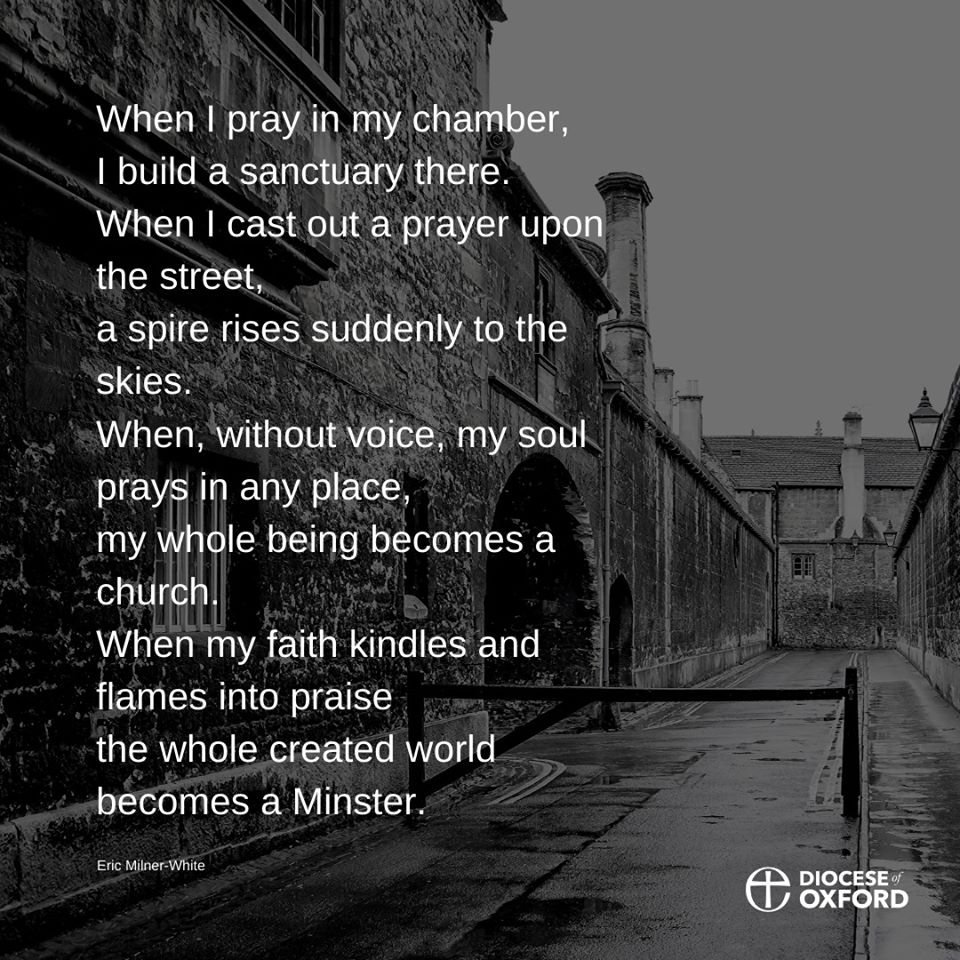 When I pray in my chamber,
I build a sanctuary there.
When I cast out a prayer upon
the street,
a spire rises suddenly to the
skies.
When, without voice, my soul
prays in any place,
my whole being becomes a
church.
When my faith kindles and
flames into praise
the whole created world
becomes a Minster.
Eric Milner-White
DIOCESE of
OXFORD